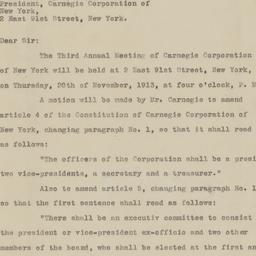 President, Carnegie Corporation of
New York,
2 East 91st Street, New York.
Dear Sir:
The Third Annual Meeting of Carnegie Corporation
of New York will be held at 2 East 91st Street, New York,
on Thursday, 20th of November, 1913, at four o'clock, P. M
A motion will be made by Mr. Carnegie to amend
article 4 of the Constitution of Carnegie Corporation of
New York, changing paragraph No. 1, so that it shall read
as follows:
"The officers of the Corporation shall be a presi
two vice-presidents, a secretary and a treasurer."
Also to amend article 5, changing paragraph No. 1
so that the first sentence shall read as follows:
"There shall be an executiv committee to consist
the president or vice-president ex-officio and two other
members of the board, who shall be elected at the first an